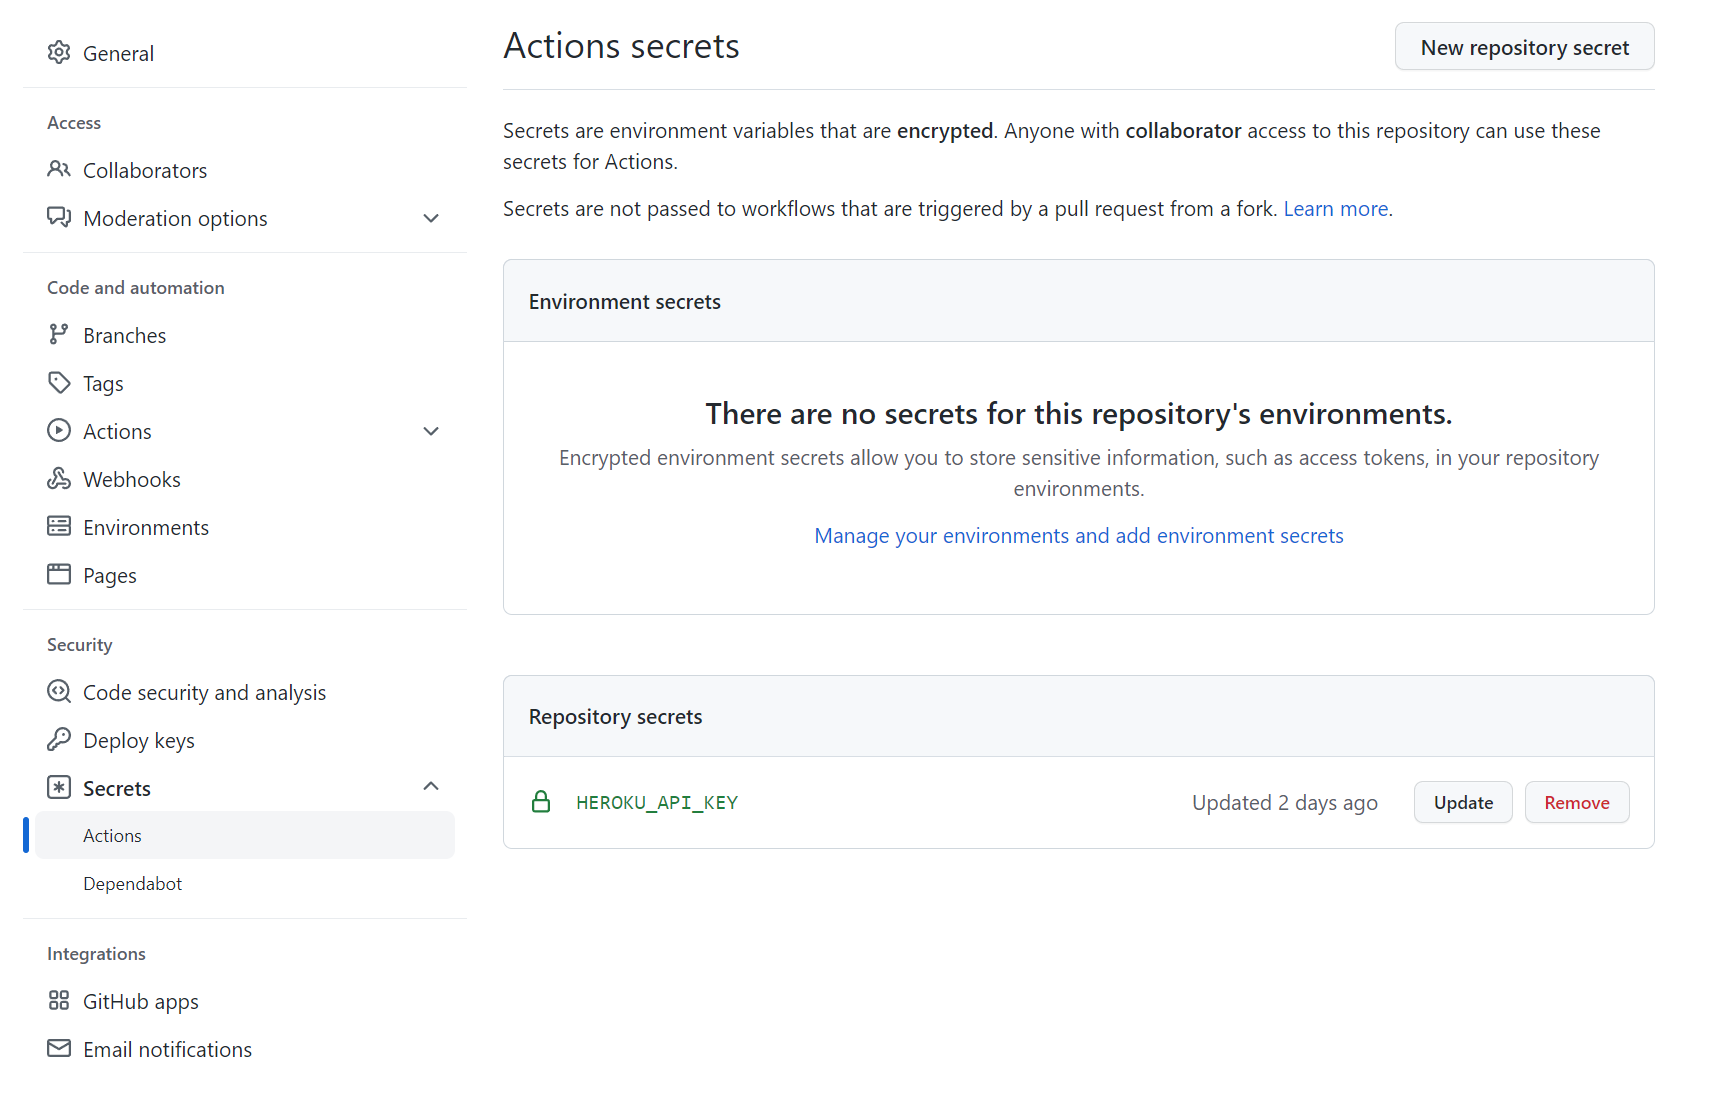 General
Access
Collaborators
Moderation options
Code and automation
Branches
Tags
Actions
Webhooks
Environments
Pages
Security
Code security and analysis
Deploy keys
Secrets
Actions
Dependabot
Integrations
GitHub apps
Email notifications
Actions secrets
New repository secret
Secrets are environment variables that are encrypted. Anyone with collaborator access to this repository can use these
secrets for Actions.
Secrets are not passed to workflows that are triggered by a pull request from a fork. Learn more.
Environment secrets
There are no secrets for this repository's environments.
Encrypted environment secrets allow you to store sensitive information, such as access tokens, in your repository
environments.
Manage your environments and add environment secrets
Repository secrets
HEROKU_API_KEY Updated 2 days ago Update Remove